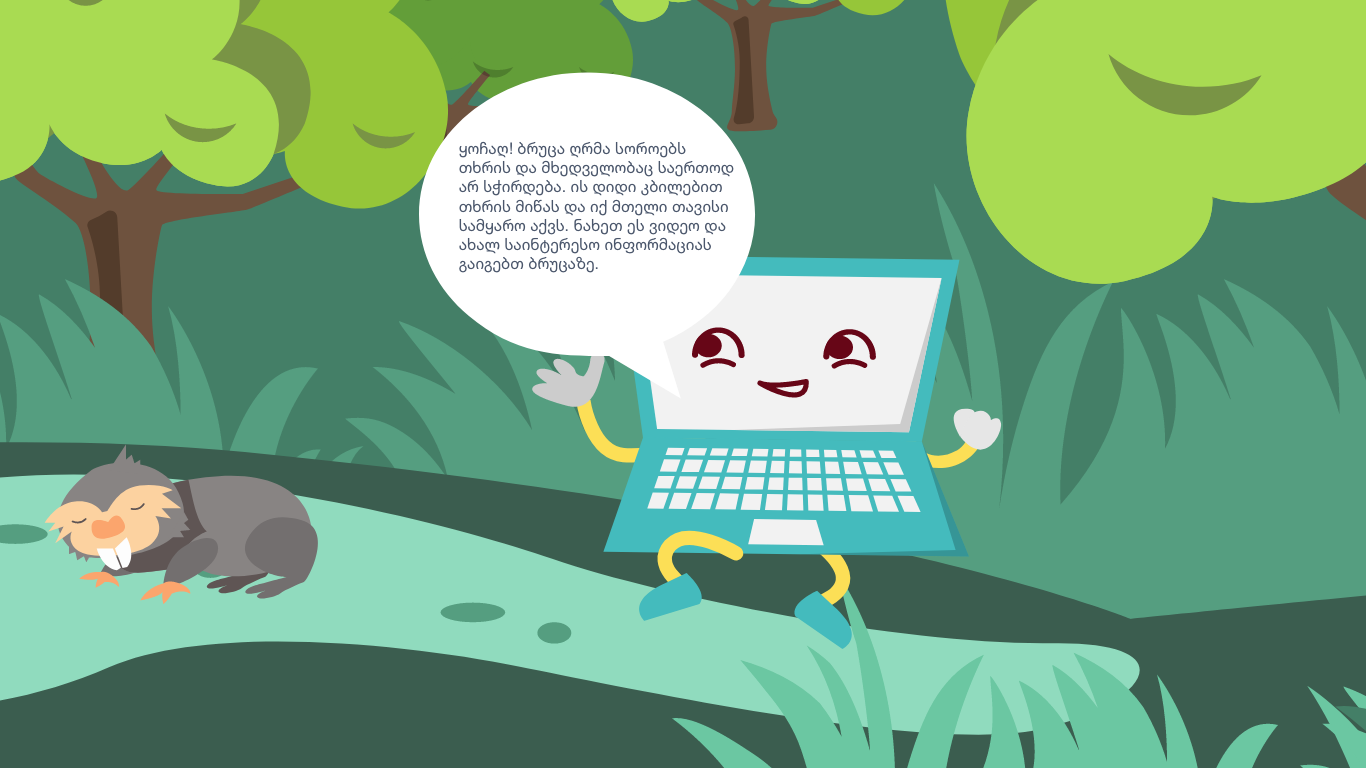 ყოჩაღ! ბრუცა ღრმა სოროებს
თხრის და მხედველობაც საერთოდ
არ სჭირდება. ის დიდი კბილებით
თხრის მიწას და იქ მთელი თავისი
სამყარო აქვს. ნახეთ ეს ვიდეო და
ახალ საინტერესო ინფორმაციას
გაიგებთ ბრუცაზე.